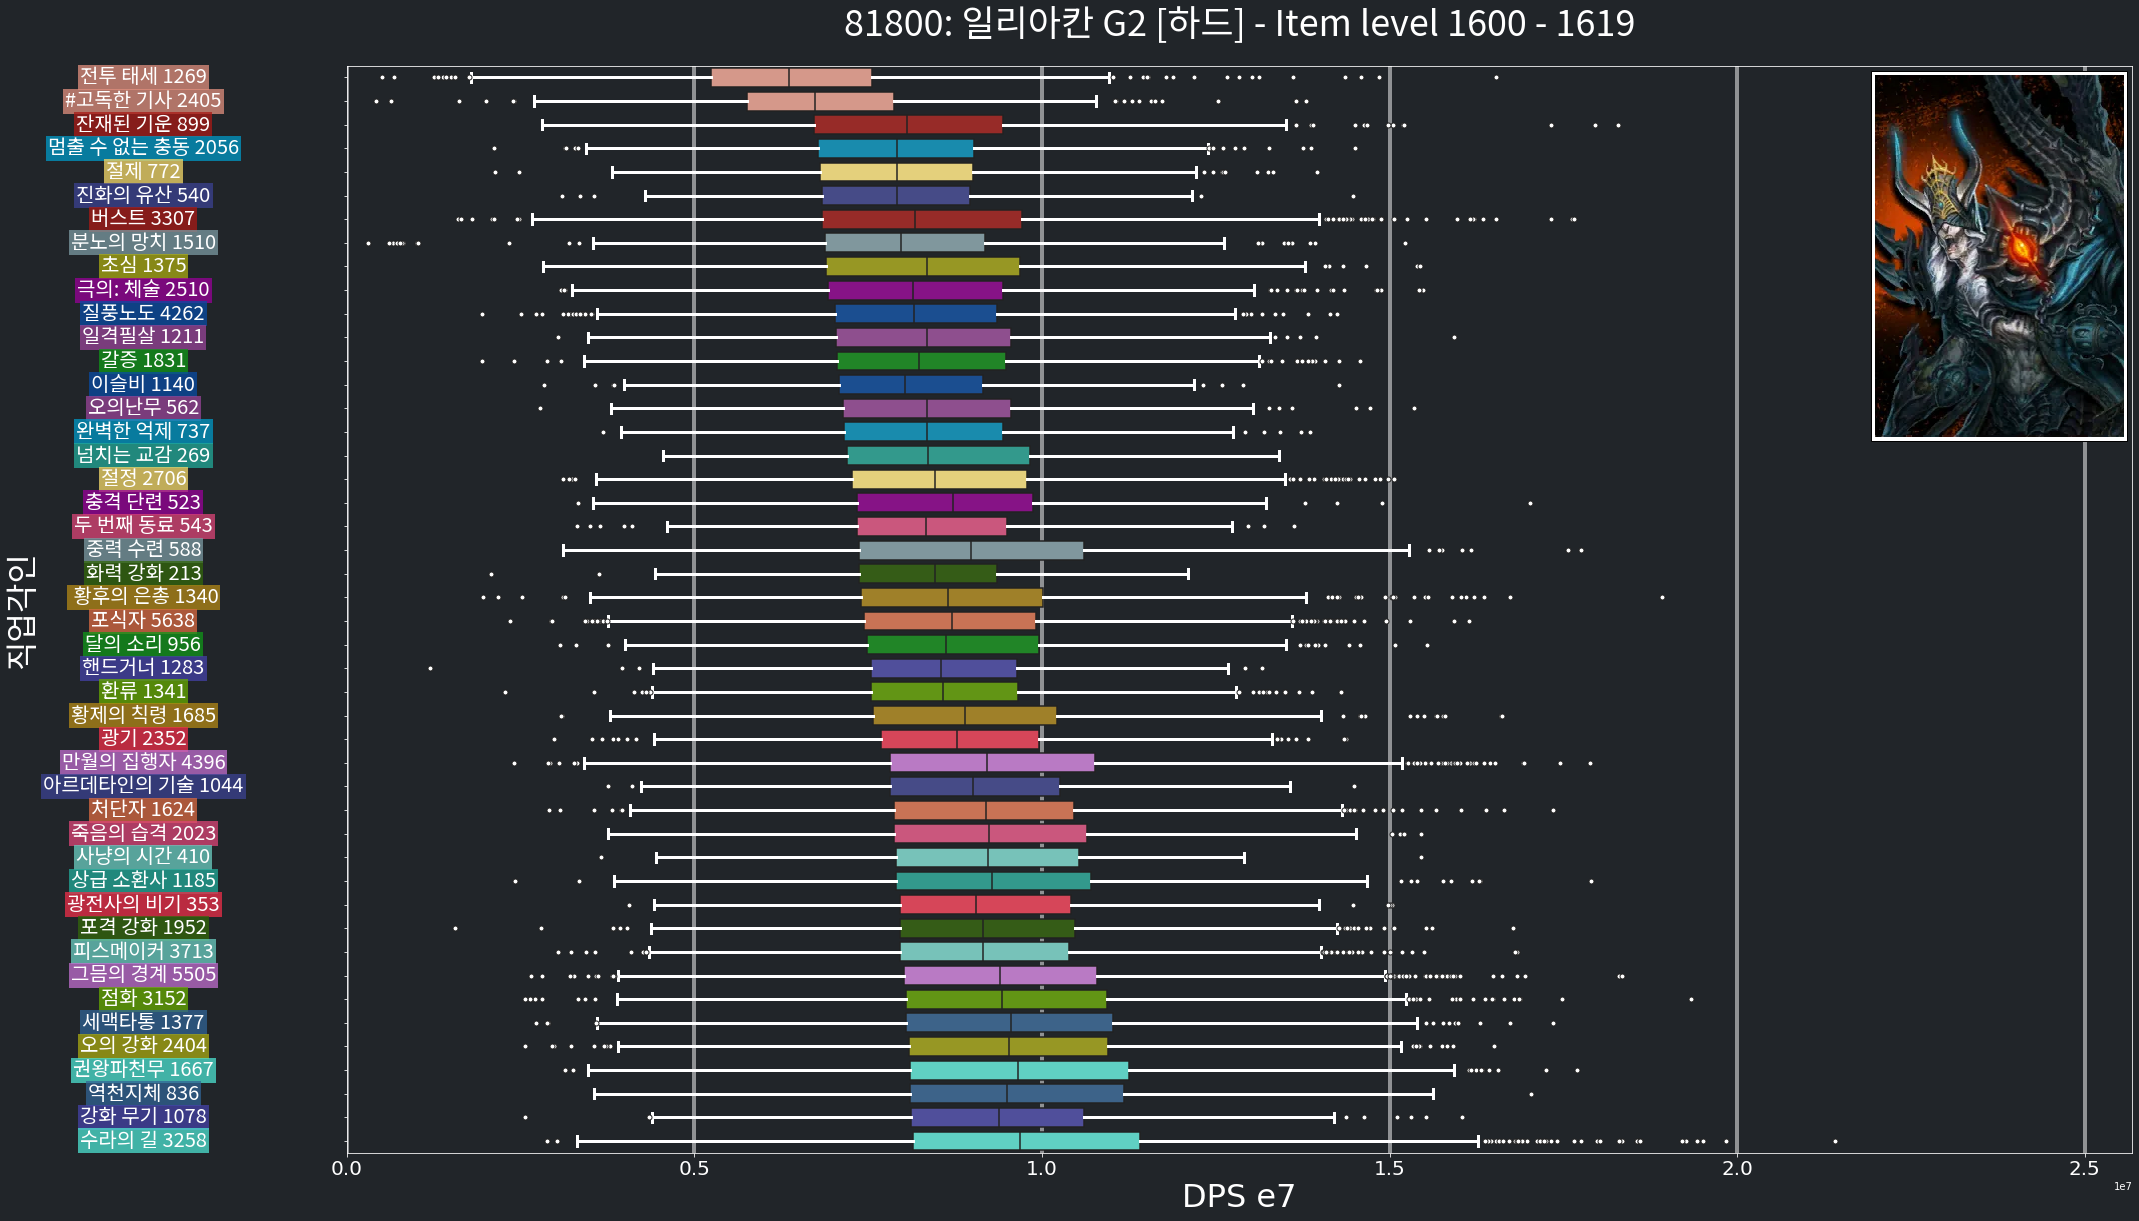 81800: 일리아칸 G2 [하드] - Item level 1600 - 1619
직업각인
전투 태세 1269
#고독한 기사 2405
잔재된 기운 899
멈출 수 없는 충동 2056
절제 772
진화의 유산 540
버스트 3307
분노의 망치 1510
초심 1375
극의: 체술 2510
질풍노도 4262
일격필살 1211
갈증 1831
이슬비 1140
오의난무 562
완벽한 억제 737
넘치는 교감 269
절정 2706
충격 단련 523
두 번째 동료 543
중력 수련 588
화력 강화 213
황후의 은총 1340
포식자 5638
달의 소리 956
핸드거너 1283
환류 1341
황제의 칙령 1685
광기 2352
만월의 집행자 4396
아르데타인의 기술 1044
처단자 1624
죽음의 습격 2023
사냥의 시간 410
상급 소환사 1185
광전사의 비기 353
포격 강화 1952
피스메이커 3713
그믐의 경계 5505
점화 3152
세맥타통 1377
오의 강화 2404
권왕파천무 1667
역천지체 836
강화 무기 1078
수라의 길 3258
0.0 0.5 1.0 1.5 2.0 2.5
1e7
DPS e7